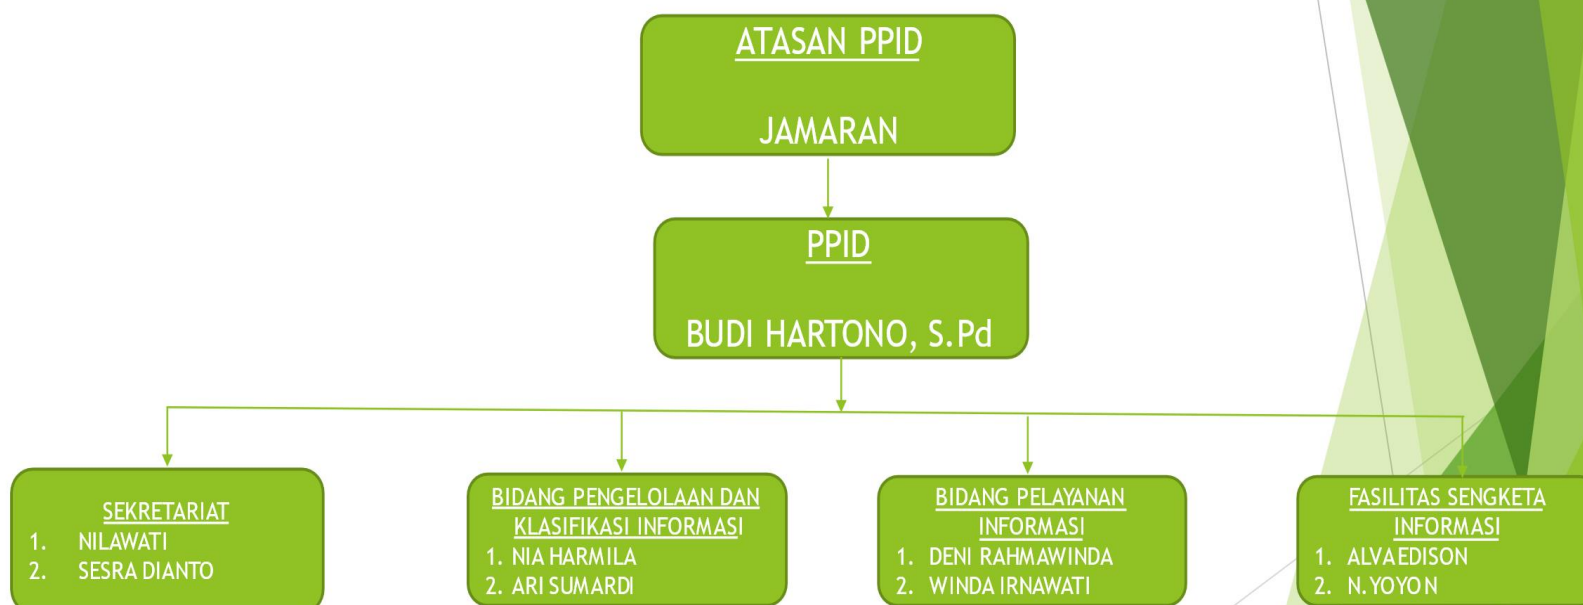 ATASAN PPID
JAMARAN
PPID
BUDI HARTONO, S.Pd
SEKRETARIAT
1. NILAWATI
2. SESRA DIANTO
BIDANG PENGELOLAAN DAN
KLASIFIKASI INFORMASI
1. NIA HARMILA
2. ARI SUMARDI
BIDANG PELAYANAN
INFORMASI
1. DENI RAHMAWINDA
2. WINDA IRNAWATI
FASILITAS SENGKETA
INFORMASI
1. ALVAEDISON
2. N.YOYON